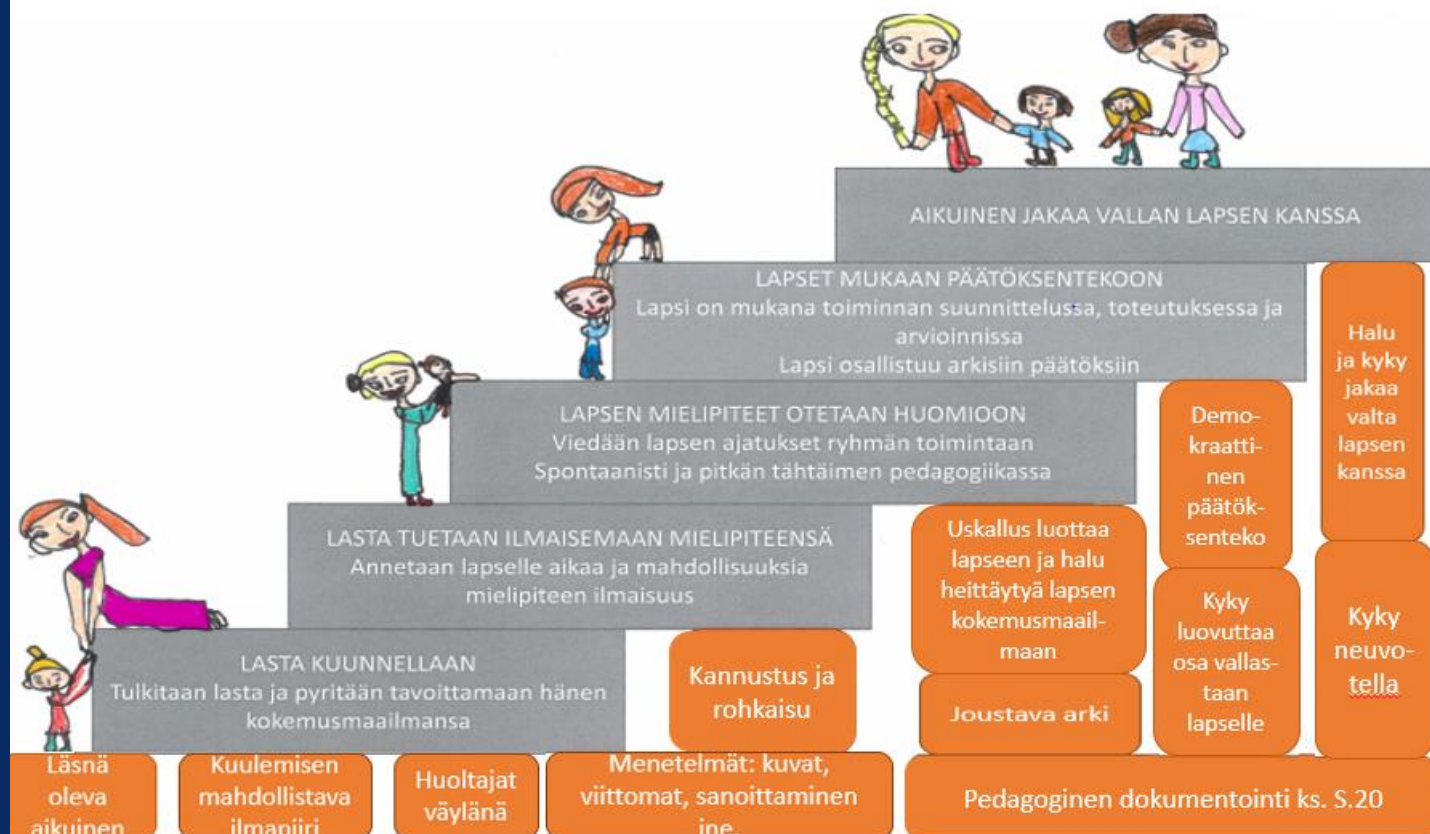 AIKUINEN JAKAA VALLAN LAPSEN KANSSA
LAPSET MUKAAN PÄÄTÖKSENTEKOON
Lapsi on mukana toiminnan suunnittelussa, toteutuksessa ja
arvioinnissa
Lapsi osallistuu arkisiin päätöksiin
Halu
ja kyky
jakaa
valta
lapsen
kanssa
LAPSEN MIELIPITEET OTETAAN HUOMIOON
Viedään lapsen ajatukset ryhmän toimintaan
Spontaanisti ja pitkän tähtäimen pedagogiikassa
Demo-
kraatti-
nen
päätök-
senteko
LASTA TUETAAN ILMAISEMAAN MIELIPITEENSÄ
Annetaan lapselle aikaa ja mahdollisuuksia
mielipiteen ilmaisuus
Uskallus luottaa
lapseen ja halu
heittäytyä lapsen
kokemusmaail-
maan
Kyky
luovuttaa
osa vallas-
taan
lapselle
Kyky
neuvo-
tella
LASTA KUUNNELLAAN
Tulkitaan lasta ja pyritään tavoittamaan hänen
kokemusmaailmansa
Kannustus ja
rohkaisu
Joustava arki
Läsnä
oleva
aikuinen
Kuulemisen
mahdollistava
ilmapiiri
Huoltajat
väylänä
Menetelmät: kuvat,
viittomat, sanoittaminen
jne.
Pedagoginen dokumentointi ks. S.20